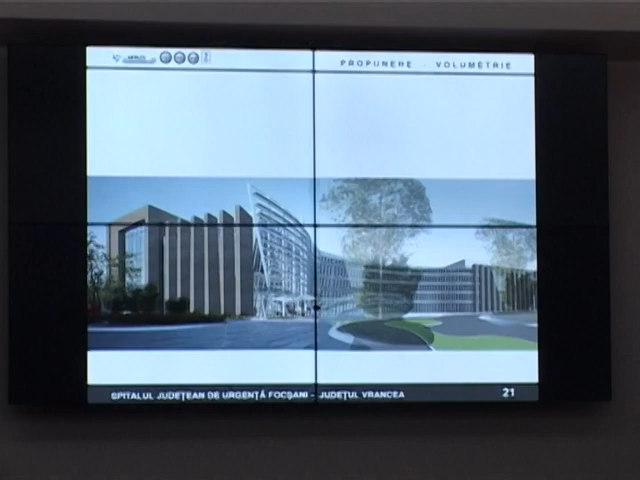 PROPUNERE - VOLUMETRIE
SPITALUL JUDEȚEAN DE URGENȚĂ FOCȘANI - JUDEȚUL VRANCEA
21